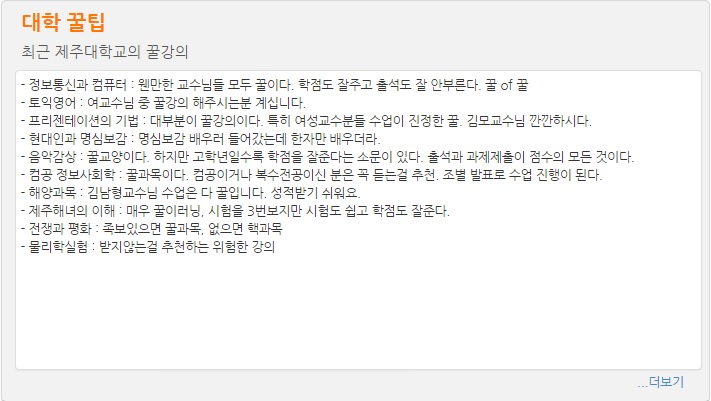 대학 꿀팁
최근 제주대학교의 꿀강의
- 정보통신과 컴퓨터 : 웬만한 교수님들 모두 꿀이다. 학점도 잘주고 출석도 잘 안부른다. 꿀 of 꿀
- 토익영어 : 여교수님 중 꿀강의 해주시는분 계십니다.
- 프리젠테이션의 기법 : 대부분이 꿀강의이다. 특히 여성교수분들 수업이 진정한 꿀. 김모교수님 깐깐하시다.
- 현대인과 명심보감 : 명심보감 배우러 들어갔는데 한자만 배우더라.
- 음악감상 : 꿀교양이다. 하지만 고학년일수록 학점을 잘준다는 소문이 있다. 출석과 과제제출이 점수의 모든 것이다.
- 컴공 정보사회학 : 꿀과목이다. 컴공이거나 복수전공이신 분은 꼭 듣는걸 추천. 조별 발표로 수업 진행이 된다.
- 해양과목 : 김남형교수님 수업은 다 꿀입니다. 성적받기 쉬워요.
- 제주해녀의 이해 : 매우 꿀이러닝, 시험을 3번보지만 시험도 쉽고 학점도 잘준다.
- 전쟁과 평화 : 족보있으면 꿀과목, 없으면 핵과목
- 물리학실험 : 받지않는걸 추천하는 위험한 강의
...더보기